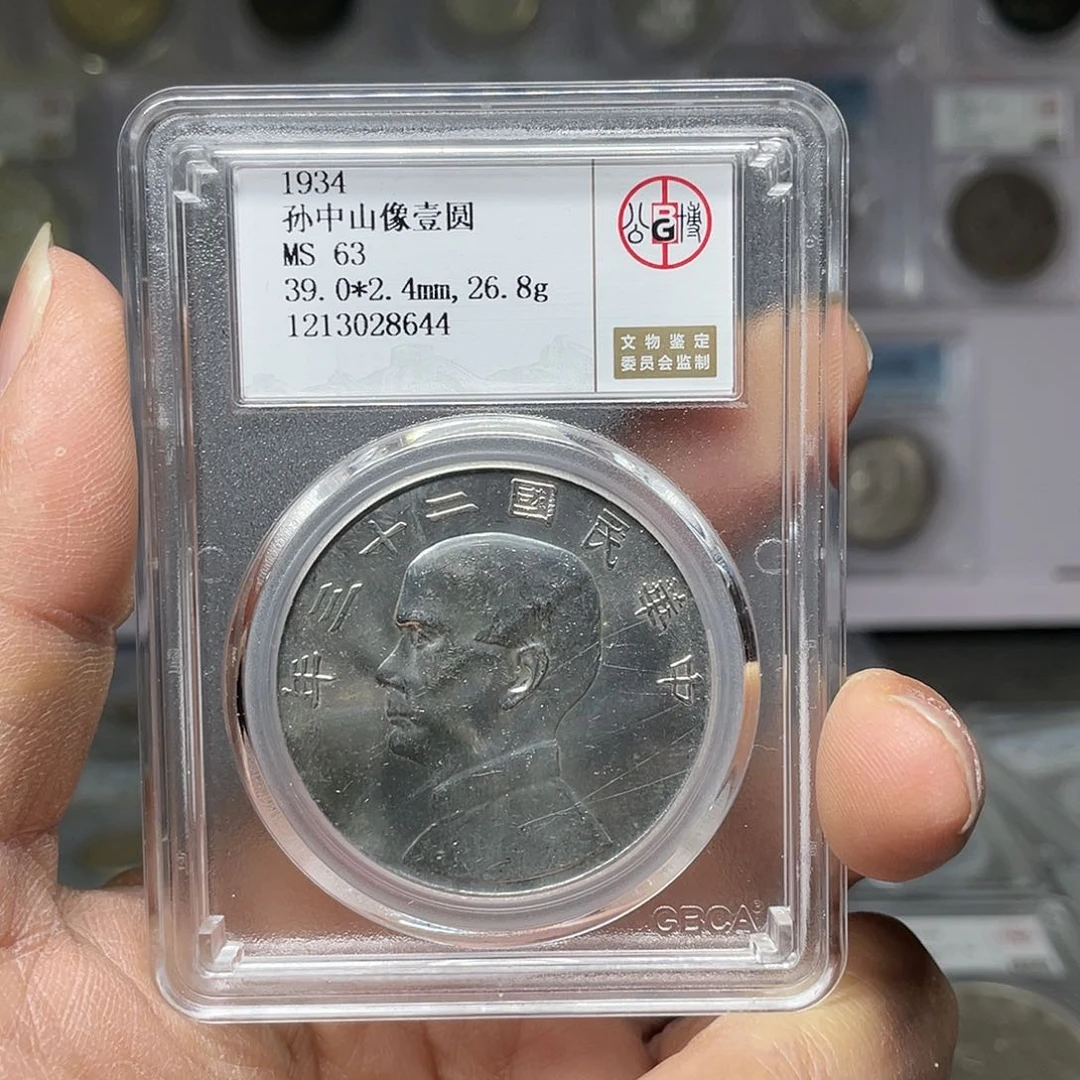 1934
孙中山像壹圆
MS 63
39.0*2.4mm,26.8g
1213028644
公 BG 博
文物鉴定
委员会监制
年三十二國民華中
GBCA